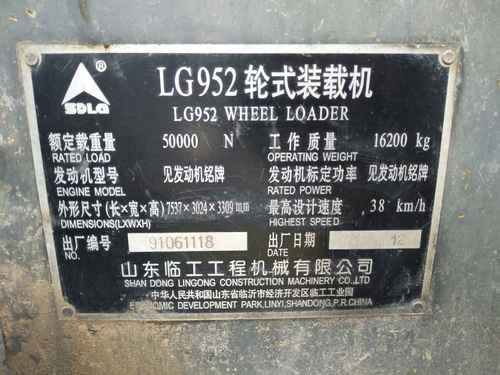 SDLG ®
LG952 轮式装载机
LG952 WHEEL LOADER
额定载重量 50000 N 工作质量 16200 kg
RATED LOAD OPERATING WEIGHT
发动机型号 见发动机铭牌 发动机标定功率 见发动机铭牌
ENGINE MODEL RATED POWER
外形尺寸(长×宽×高) 7537×3024×3309 mm 最高设计速度 38 km/h
DIMENSIONS(LXWXH) HIGHEST SPEED
出厂编号 91061118 出厂日期 12
NO. DATE
山东临工工程机械有限公司
SHAN DONG LINGONG CONSTRUCTION MACHINERY CO.,LTD
中华人民共和国山东省临沂市经济开发区临工工业园
ECONOMIC DEVELOPMENT PARK,LINYI,SHANDONG,P.R.CHINA